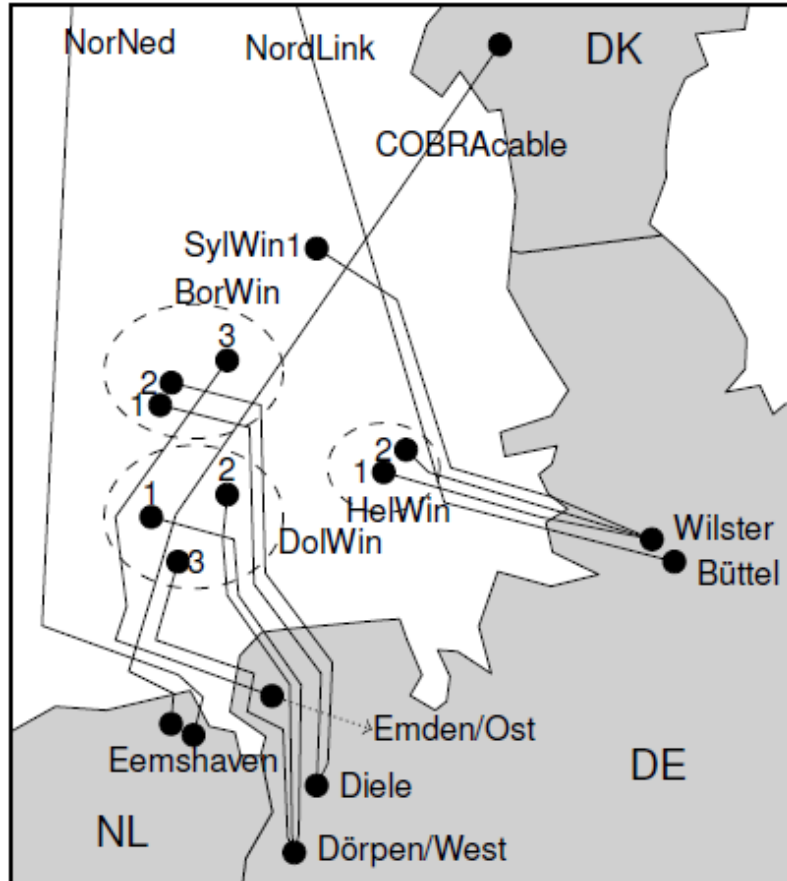 NorNed
NordLink
DK
COBRAcable
SylWin1
BorWin
3
2
1
2
1
2
1
HelWin
DolWin
3
Wilster
Büttel
Emden/Ost
Eemshaven
DE
Diele
NL
Dörpen/West